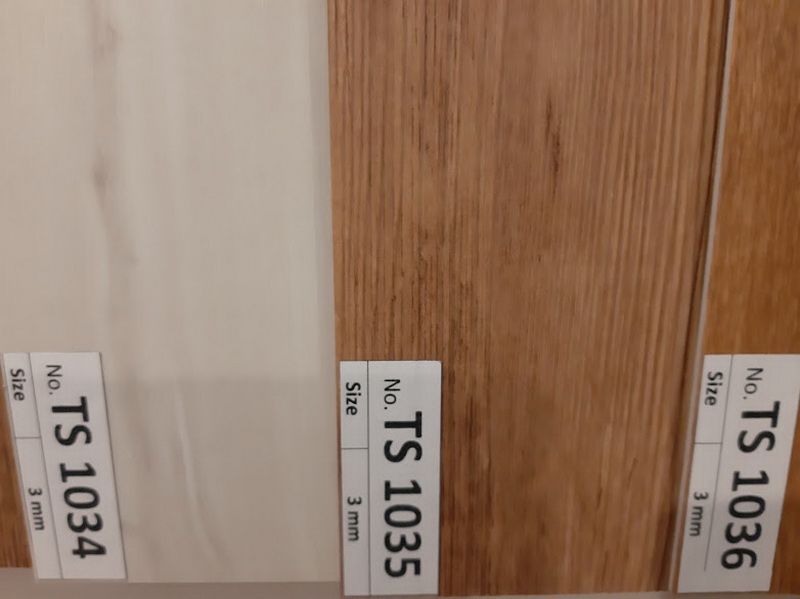 No. TS 1034
Size 3 mm
No. TS 1035
Size 3 mm
No. TS 1036
Size 3 mm